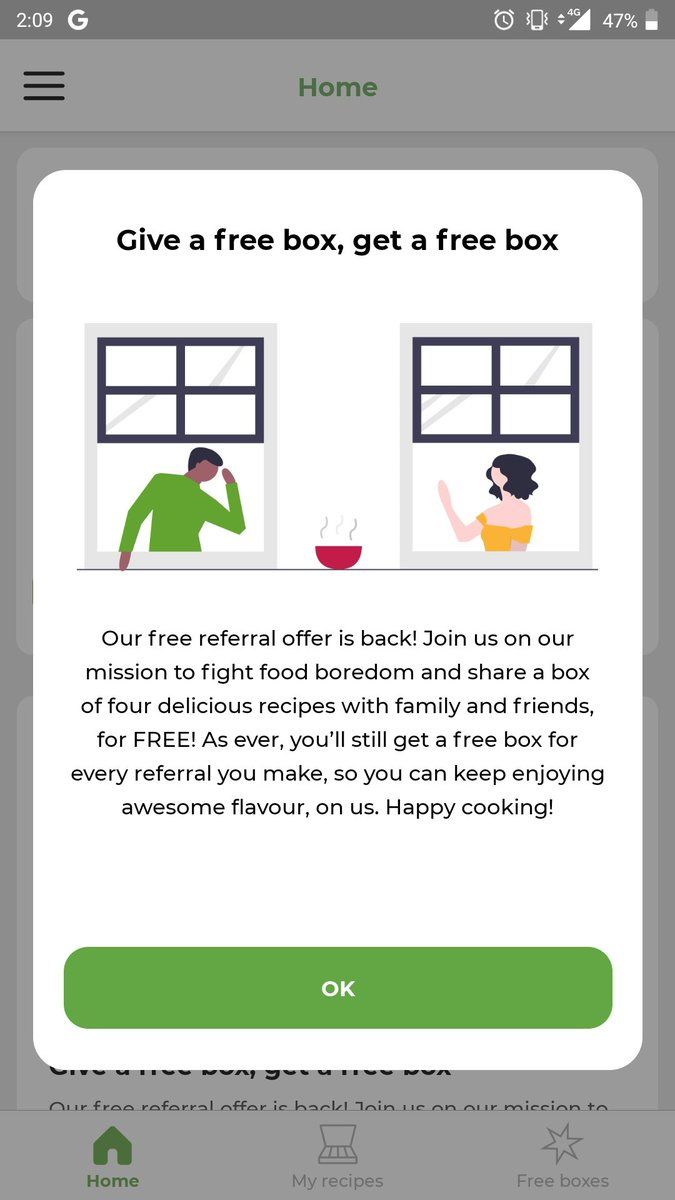 2:09 G 4G 47%
Home
Give a free box, get a free box
Our free referral offer is back! Join us on our
mission to fight food boredom and share a box
of four delicious recipes with family and friends,
for FREE! As ever, you’ll still get a free box for
every referral you make, so you can keep enjoying
awesome flavour, on us. Happy cooking!
OK
Give a free box, get a free box
Our free referral offer is back! Join us on our mission to
Home My recipes Free boxes